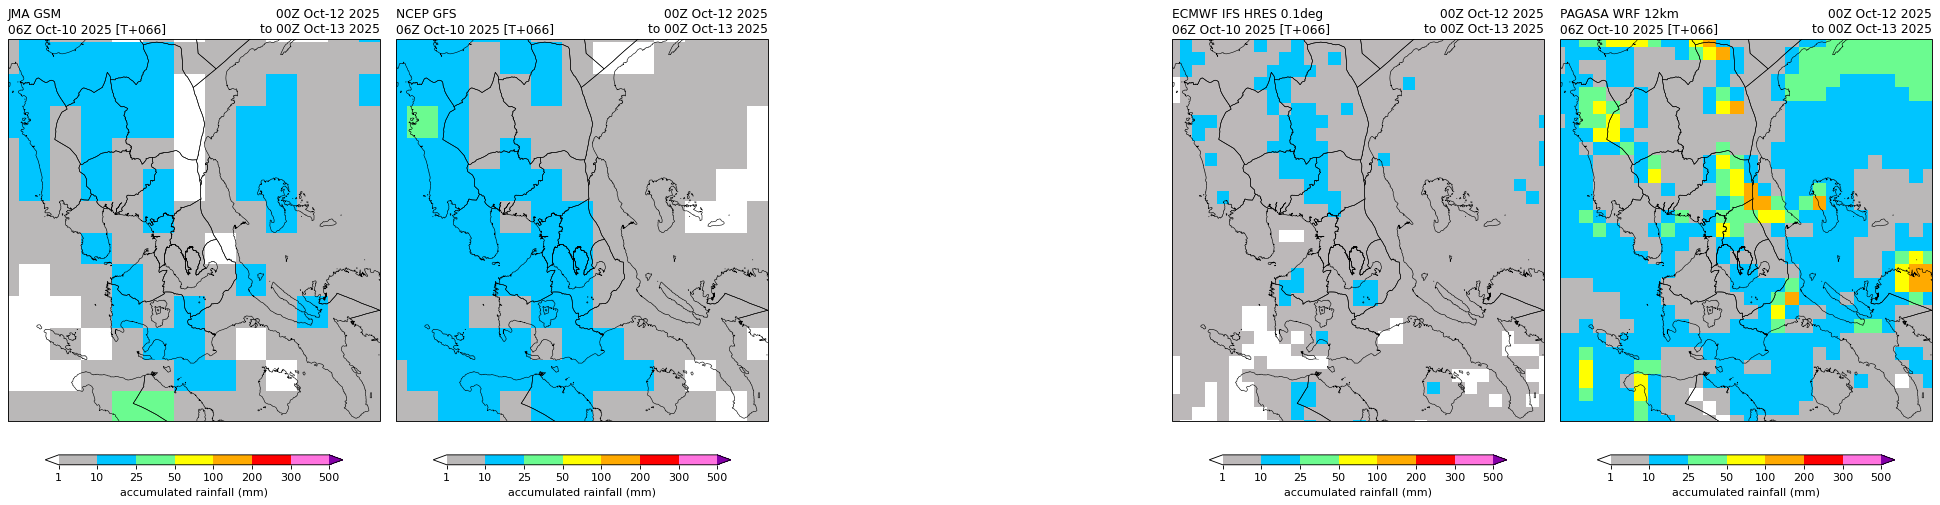 JMA GSM 00Z Oct-12 2025
06Z Oct-10 2025 [T+066] to 00Z Oct-13 2025
1 10 25 50 100 200 300 500
accumulated rainfall (mm)
NCEP GFS 00Z Oct-12 2025
06Z Oct-10 2025 [T+066] to 00Z Oct-13 2025
1 10 25 50 100 200 300 500
accumulated rainfall (mm)
ECMWF IFS HRES 0.1deg 00Z Oct-12 2025
06Z Oct-10 2025 [T+066] to 00Z Oct-13 2025
1 10 25 50 100 200 300 500
accumulated rainfall (mm)
PAGASA WRF 12km 00Z Oct-12 2025
06Z Oct-10 2025 [T+066] to 00Z Oct-13 2025
1 10 25 50 100 200 300 500
accumulated rainfall (mm)